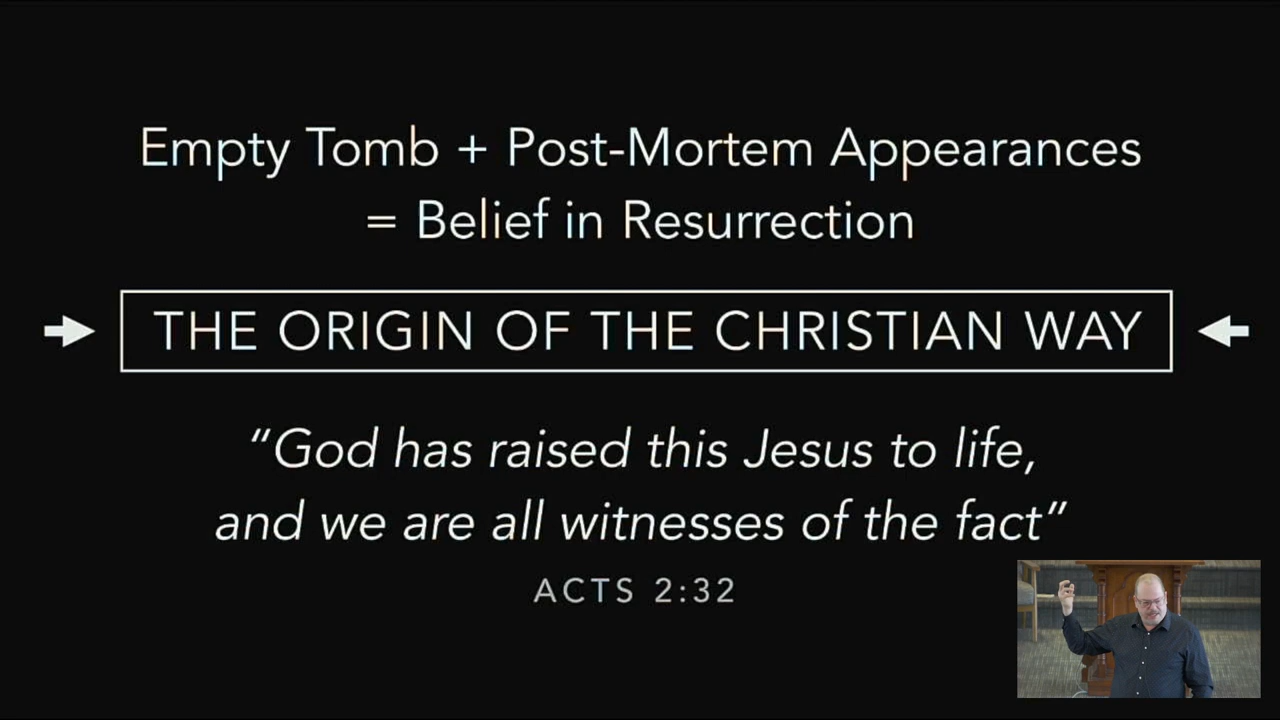 Empty Tomb + Post-Mortem Appearances
= Belief in Resurrection
THE ORIGIN OF THE CHRISTIAN WAY
“God has raised this Jesus to life,
and we are all witnesses of the fact”
ACTS 2:32